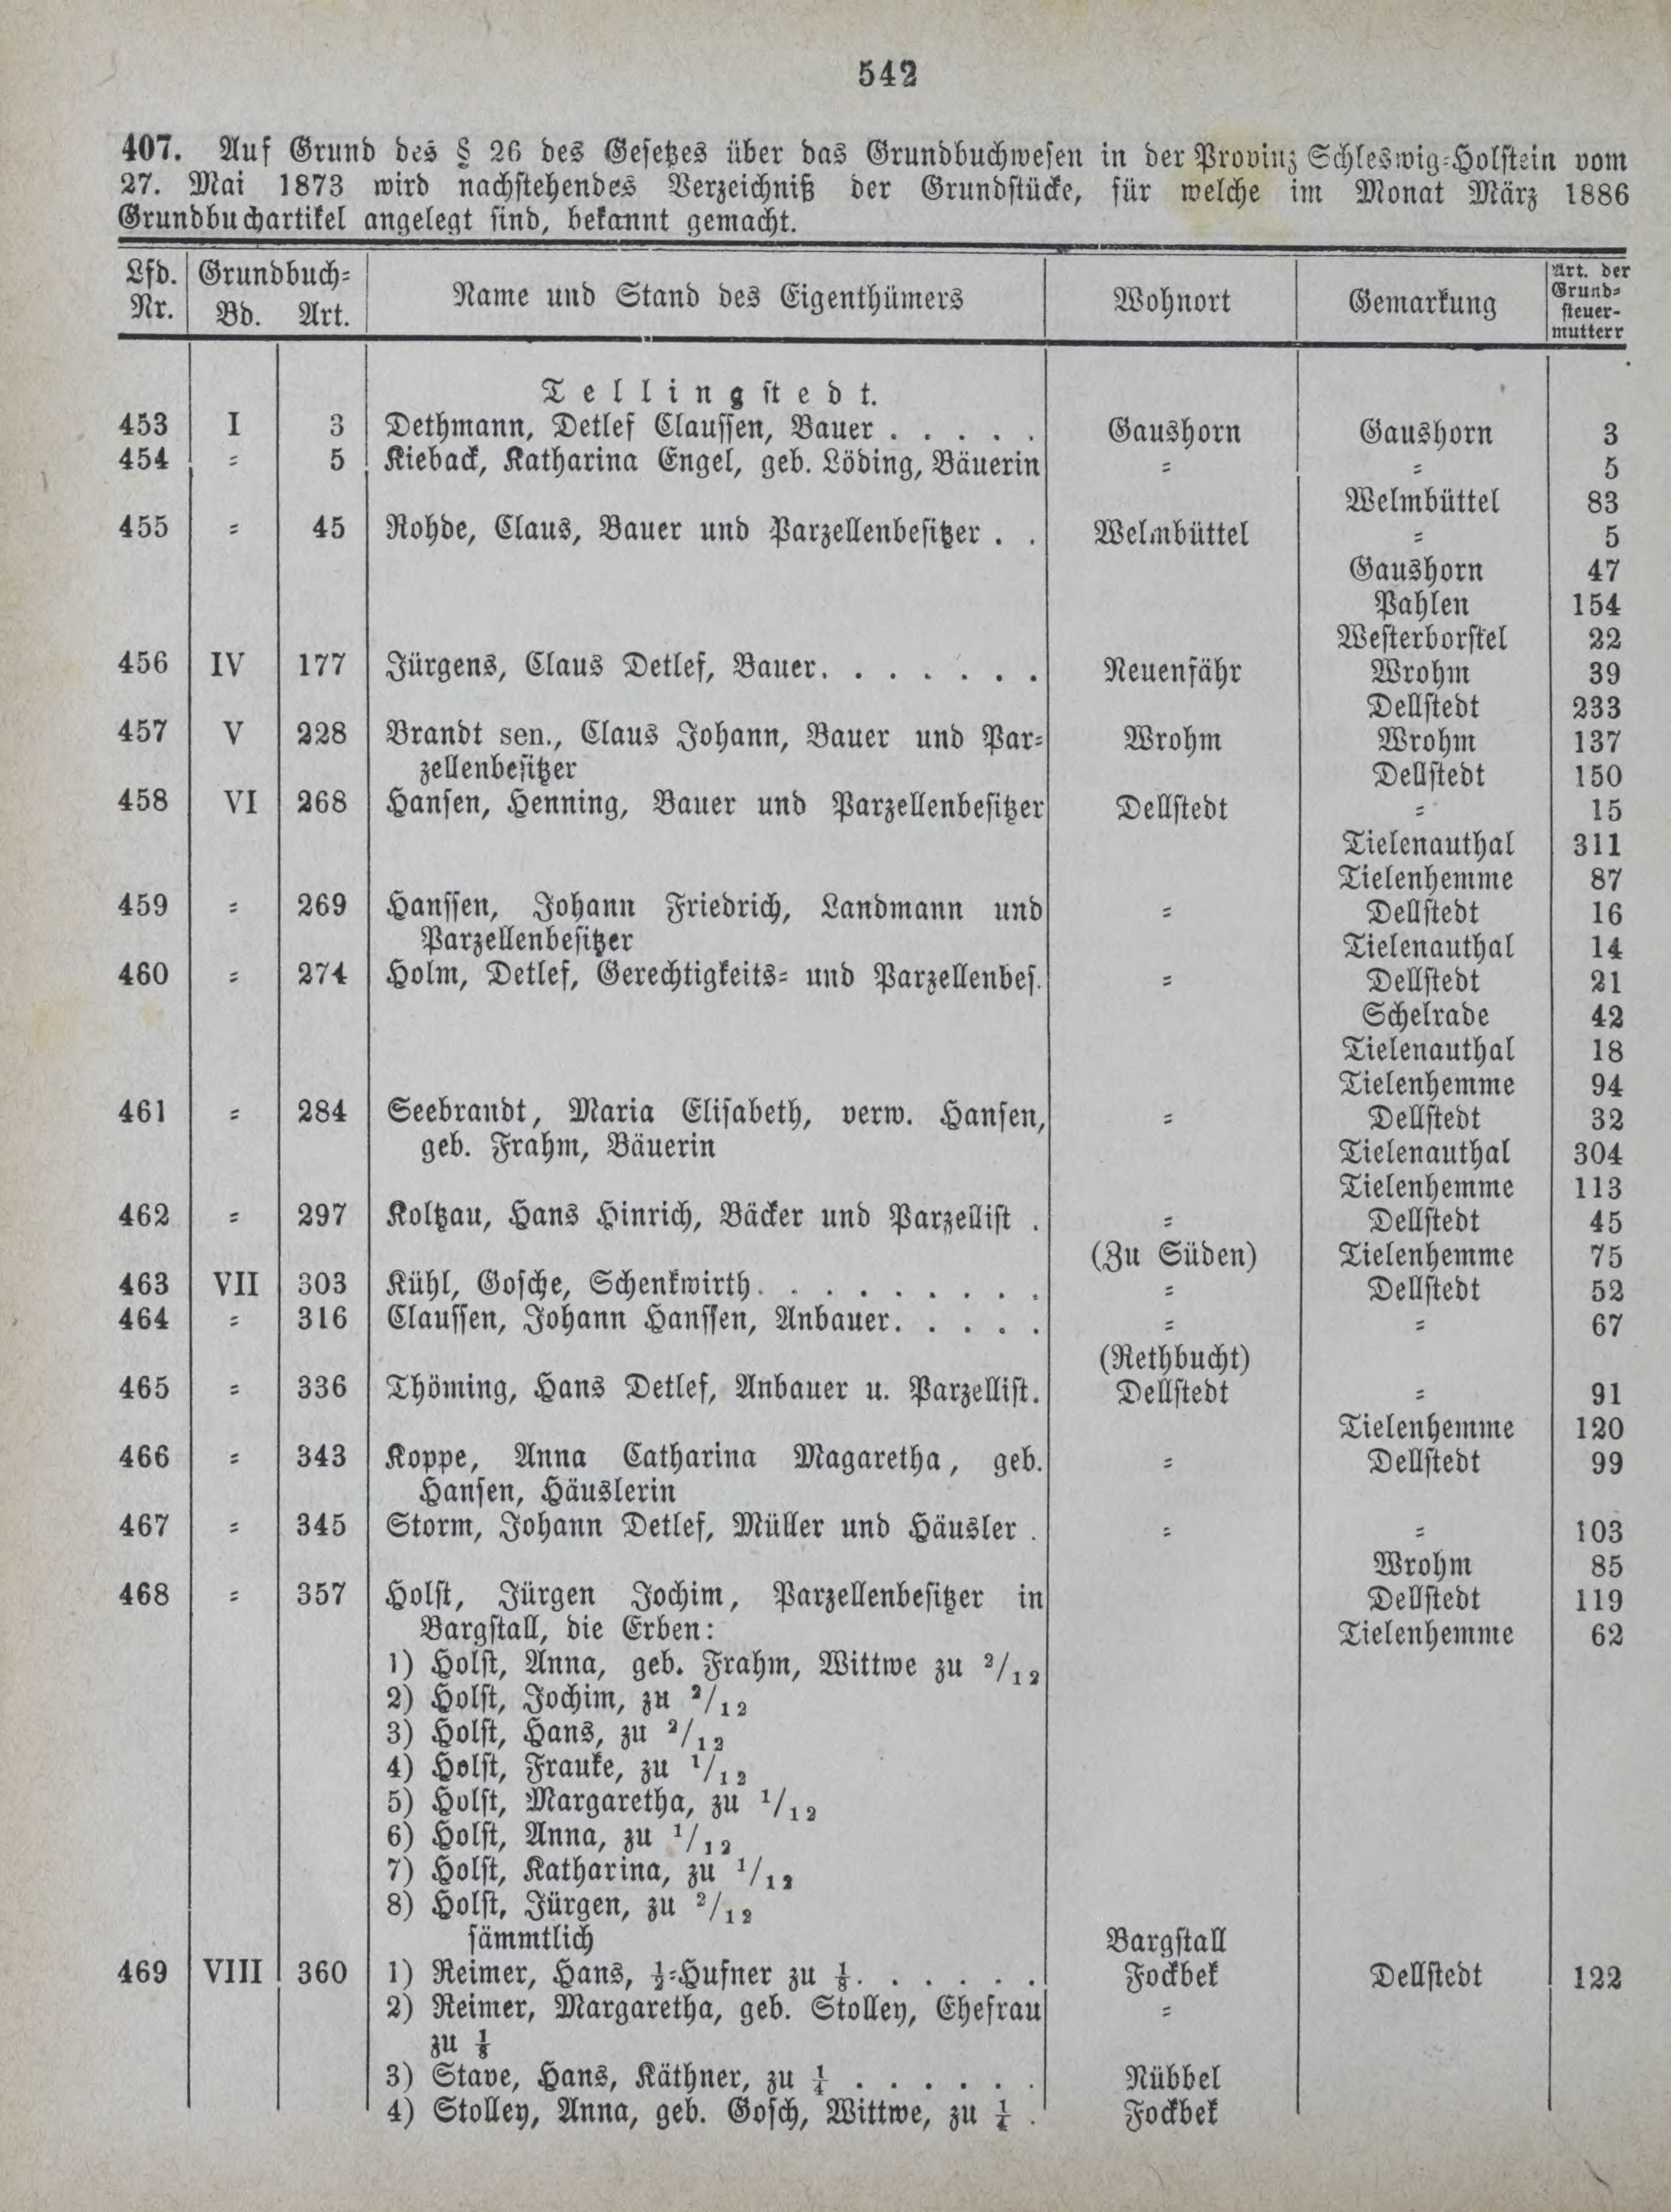 542
407. Auf Grund des § 26 des Gesetzes über das Grundbuchwesen in der Provinz Schleswig-Holstein vom
27. Mai 1873 wird nachstehendes Verzeichniß der Grundstücke, für welche im Monat März 1886
Grundbuchartikel angelegt sind, bekannt gemacht.
Lfd. Nr. | Grundbuch- Bd. Art. | Name und Stand des Eigenthümers | Wohnort | Gemarkung | Art. der Grund- steuer- mutterr
Tellingstedt.
453 I 3 Dethmann, Detlef Claussen, Bauer . . . . . Gaushorn Gaushorn 3
454 = 5 Kieback, Katharina Engel, geb. Löding, Bäuerin = = 5
Welmbüttel 83
455 = 45 Rohde, Claus, Bauer und Parzellenbesitzer . . Welmbüttel = 5
Gaushorn 47
Pahlen 154
Westerborstel 22
456 IV 177 Jürgens, Claus Detlef, Bauer. . . . . . . Neuenfähr Wrohm 39
Dellstedt 233
457 V 228 Brandt sen., Claus Johann, Bauer und Par- Wrohm Wrohm 137
zellenbesitzer Dellstedt 150
458 VI 268 Hansen, Henning, Bauer und Parzellenbesitzer Dellstedt = 15
Tielenauthal 311
Tielenhemme 87
459 = 269 Hanssen, Johann Friedrich, Landmann und = Dellstedt 16
Parzellenbesitzer Tielenauthal 14
460 = 274 Holm, Detlef, Gerechtigkeits- und Parzellenbes. = Dellstedt 21
Schelrade 42
Tielenauthal 18
Tielenhemme 94
461 = 284 Seebrandt, Maria Elisabeth, verw. Hansen, = Dellstedt 32
geb. Frahm, Bäuerin Tielenauthal 304
Tielenhemme 113
462 = 297 Koltzau, Hans Hinrich, Bäcker und Parzellist . = Dellstedt 45
(Zu Süden) Tielenhemme 75
463 VII 303 Kühl, Gosche, Schenkwirth. . . . . . . . . = Dellstedt 52
464 = 316 Claussen, Johann Hanssen, Anbauer. . . . . = = 67
(Rethbucht)
465 = 336 Thöming, Hans Detlef, Anbauer u. Parzellist. Dellstedt = 91
Tielenhemme 120
466 = 343 Koppe, Anna Catharina Magaretha, geb. = Dellstedt 99
Hansen, Häuslerin
467 = 345 Storm, Johann Detlef, Müller und Häusler . = = 103
Wrohm 85
468 = 357 Holst, Jürgen Jochim, Parzellenbesitzer in Dellstedt 119
Bargstall, die Erben: Tielenhemme 62
1) Holst, Anna, geb. Frahm, Wittwe zu 2/12
2) Holst, Jochim, zu 2/12
3) Holst, Hans, zu 2/12
4) Holst, Frauke, zu 1/12
5) Holst, Margaretha, zu 1/12
6) Holst, Anna, zu 1/12
7) Holst, Katharina, zu 1/12
8) Holst, Jürgen, zu 2/12
sämmtlich Bargstall
469 VIII 360 1) Reimer, Hans, ½-Hufner zu ⅛. . . . . . Fockbek Dellstedt 122
2) Reimer, Margaretha, geb. Stolley, Ehefrau =
zu ⅛
3) Stave, Hans, Käthner, zu ¼ . . . . . . Nübbel
4) Stolley, Anna, geb. Gosch, Wittwe, zu ¼ . Fockbek